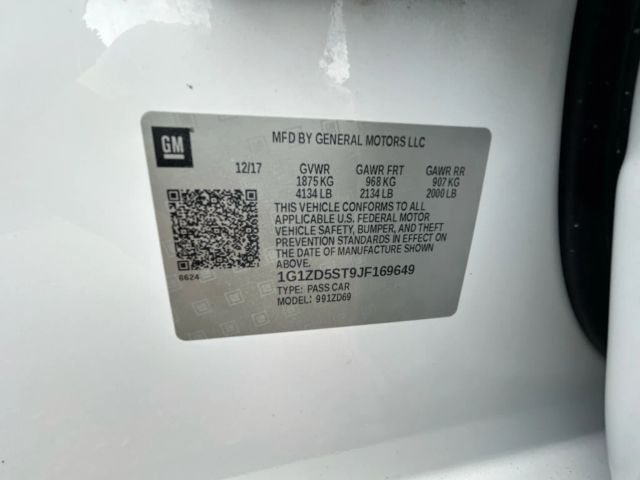 GM
MFD BY GENERAL MOTORS LLC
12/17 GVWR GAWR FRT GAWR RR
1875 KG 968 KG 907 KG
4134 LB 2134 LB 2000 LB
THIS VEHICLE CONFORMS TO ALL
APPLICABLE U.S. FEDERAL MOTOR
VEHICLE SAFETY, BUMPER, AND THEFT
PREVENTION STANDARDS IN EFFECT ON
THE DATE OF MANUFACTURE SHOWN
ABOVE.
6624
1G1ZD5ST9JF169649
TYPE: PASS CAR
MODEL: 991ZD69